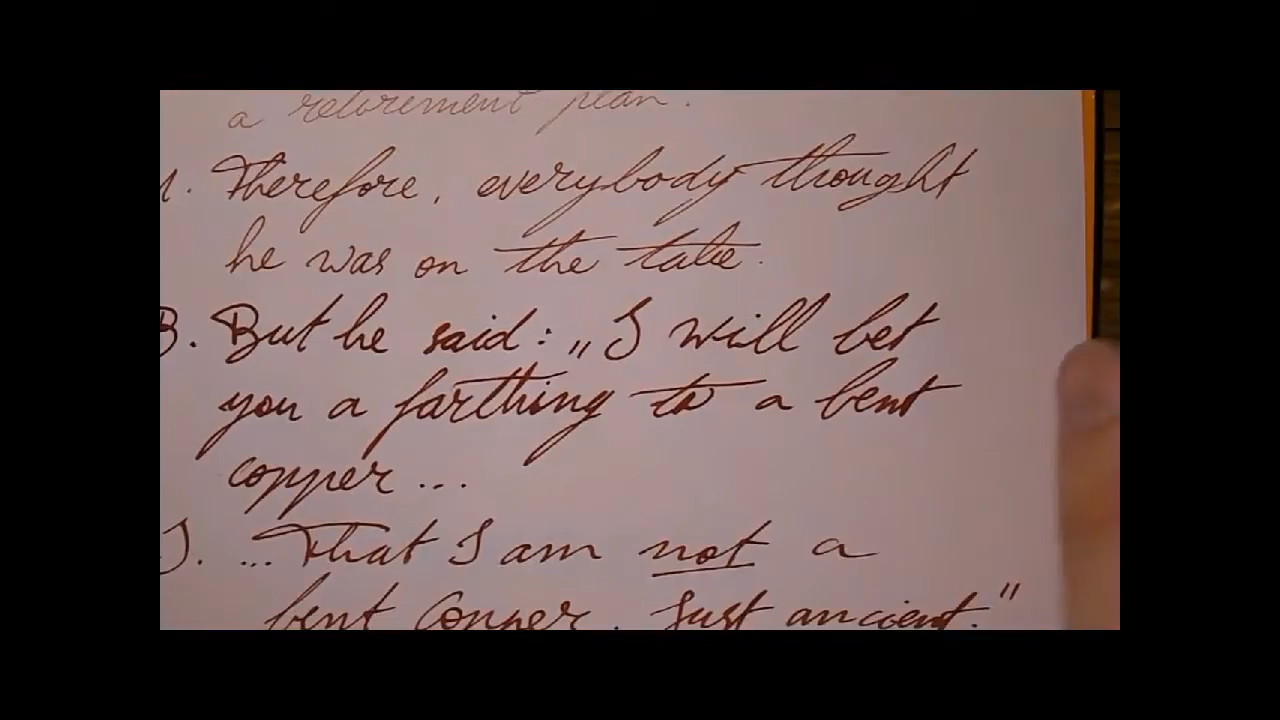 a retirement plan.
1. Therefore, everybody thought
he was on the take.
B. But he said: „I will bet
you a farthing to a bent
copper...
J. ...That I am not a
bent Copper. Just ancient."